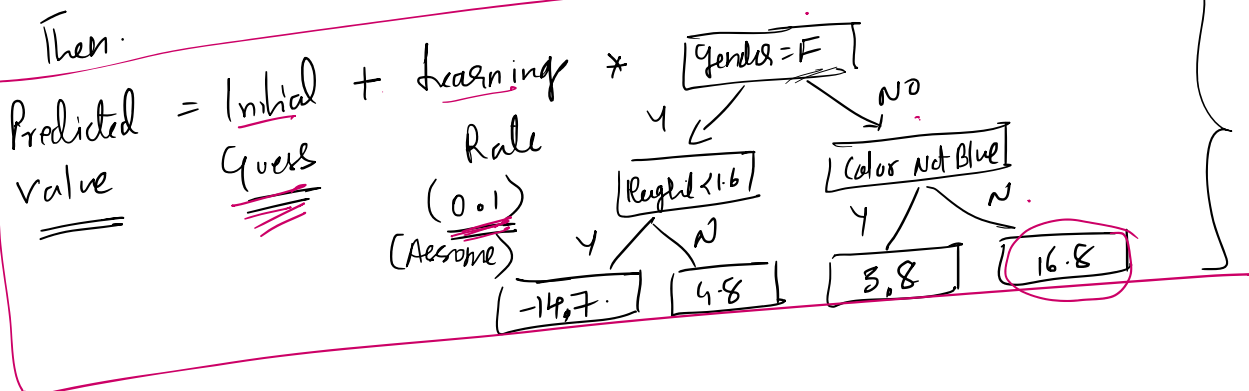 Then.
Predicted value = Initial Guess + Learning Rate (0.1) *
(Assome)
Gender = F
Y
NO
Height < 1.6
Color Not Blue
Y
N
Y
N
-14.7
4.8
3.8
16.8